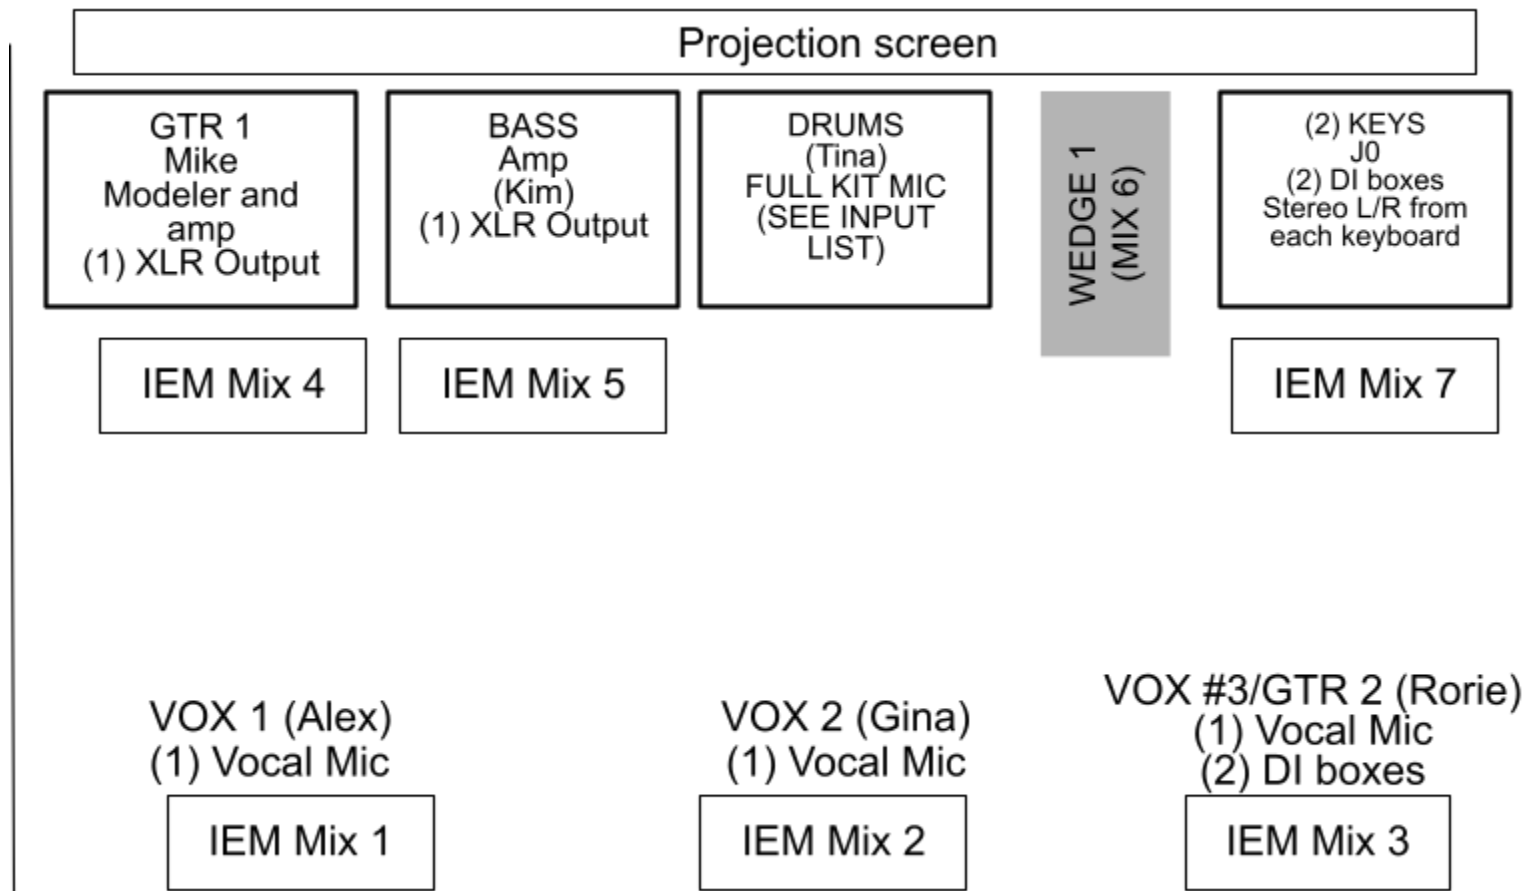 Projection screen
GTR 1
Mike
Modeler and
amp
(1) XLR Output
BASS
Amp
(Kim)
(1) XLR Output
DRUMS
(Tina)
FULL KIT MIC
(SEE INPUT
LIST)
WEDGE 1
(MIX 6)
(2) KEYS
J0
(2) DI boxes
Stereo L/R from
each keyboard
IEM Mix 4
IEM Mix 5
IEM Mix 7
VOX 1 (Alex)
(1) Vocal Mic
IEM Mix 1
VOX 2 (Gina)
(1) Vocal Mic
IEM Mix 2
VOX #3/GTR 2 (Rorie)
(1) Vocal Mic
(2) DI boxes
IEM Mix 3